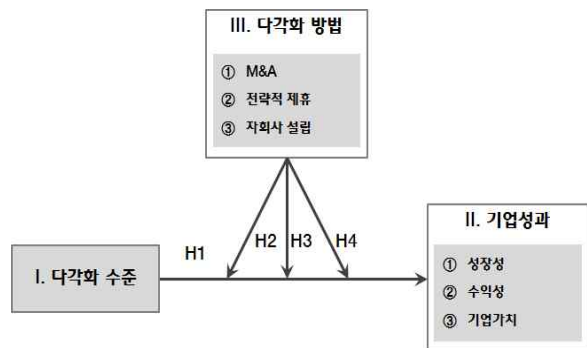 III. 다각화 방법
① M&A
② 전략적 제휴
③ 자회사 설립
H1
H2
H3
H4
I. 다각화 수준
II. 기업성과
① 성장성
② 수익성
③ 기업가치